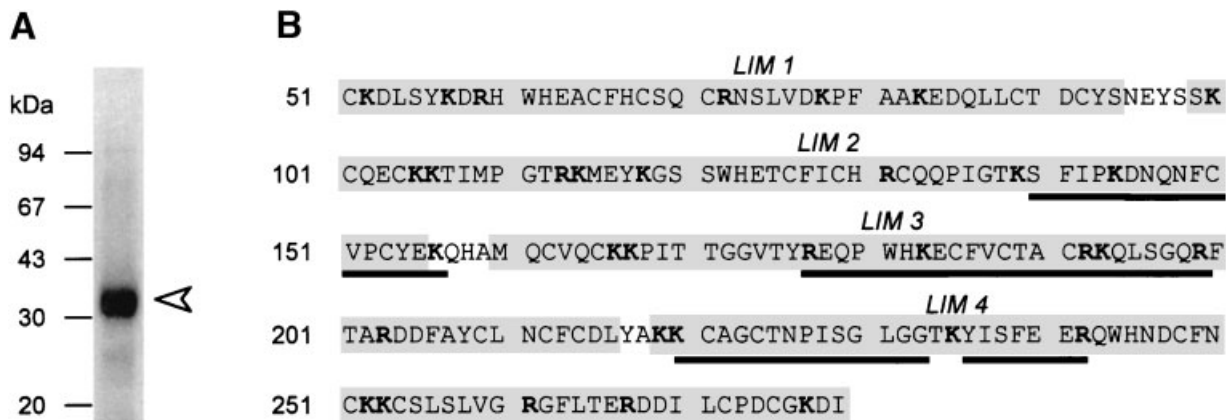 A
kDa
94
67
43
30
20
B
LIM 1
51 CKDLSYKDRH WHEACFHCSQ CRNSLVDKPF AAKEDQLLCT DCYSNEYSSK
LIM 2
101 CQECKKTIMP GTRKMEYKGS SWHETCFICH RCQQPIGTKS FIPKDNQNFC
LIM 3
151 VPCYEKQHAM QCVQCKKPIT TGGVTYREQP WHKECFVCTA CRKQLSGQRF
LIM 4
201 TARDDFAYCL NCFCDLYAKK CAGCTNPISG LGGTKYISFE ERQWHNDCFN
251 CKKCSLSLVG RGFLTERDDI LCPDCGKDI